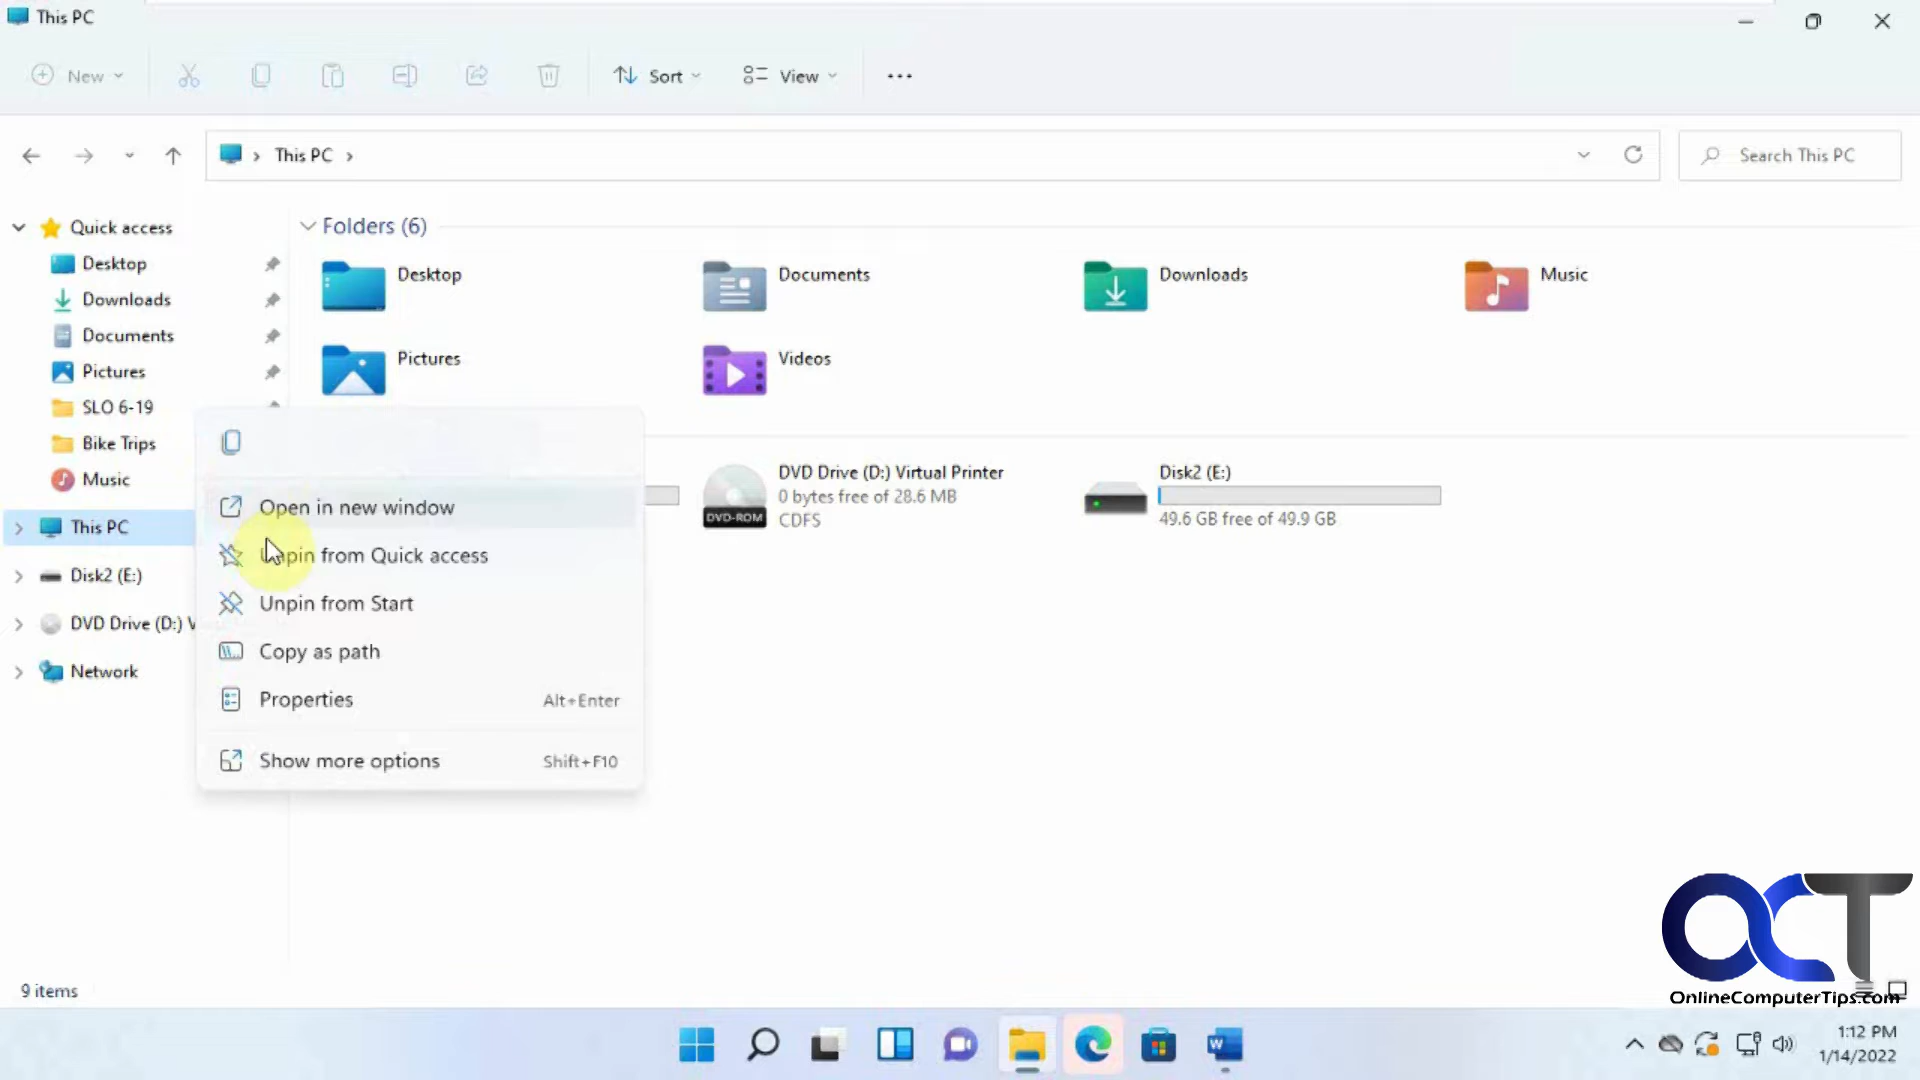 This PC
New
Sort
View
This PC
Search This PC
Quick access
Desktop
Downloads
Documents
Pictures
SLO 6-19
Bike Trips
Music
This PC
Disk2 (E:)
DVD Drive (D:) V
Network
Folders (6)
Desktop
Documents
Downloads
Music
Pictures
Videos
DVD Drive (D:) Virtual Printer
0 bytes free of 28.6 MB
CDFS
DVD-ROM
Disk2 (E:)
49.6 GB free of 49.9 GB
Open in new window
Unpin from Quick access
Unpin from Start
Copy as path
Properties Alt+Enter
Show more options Shift+F10
9 items
OCT
OnlineComputerTips.com
W
1:12 PM
1/14/2022